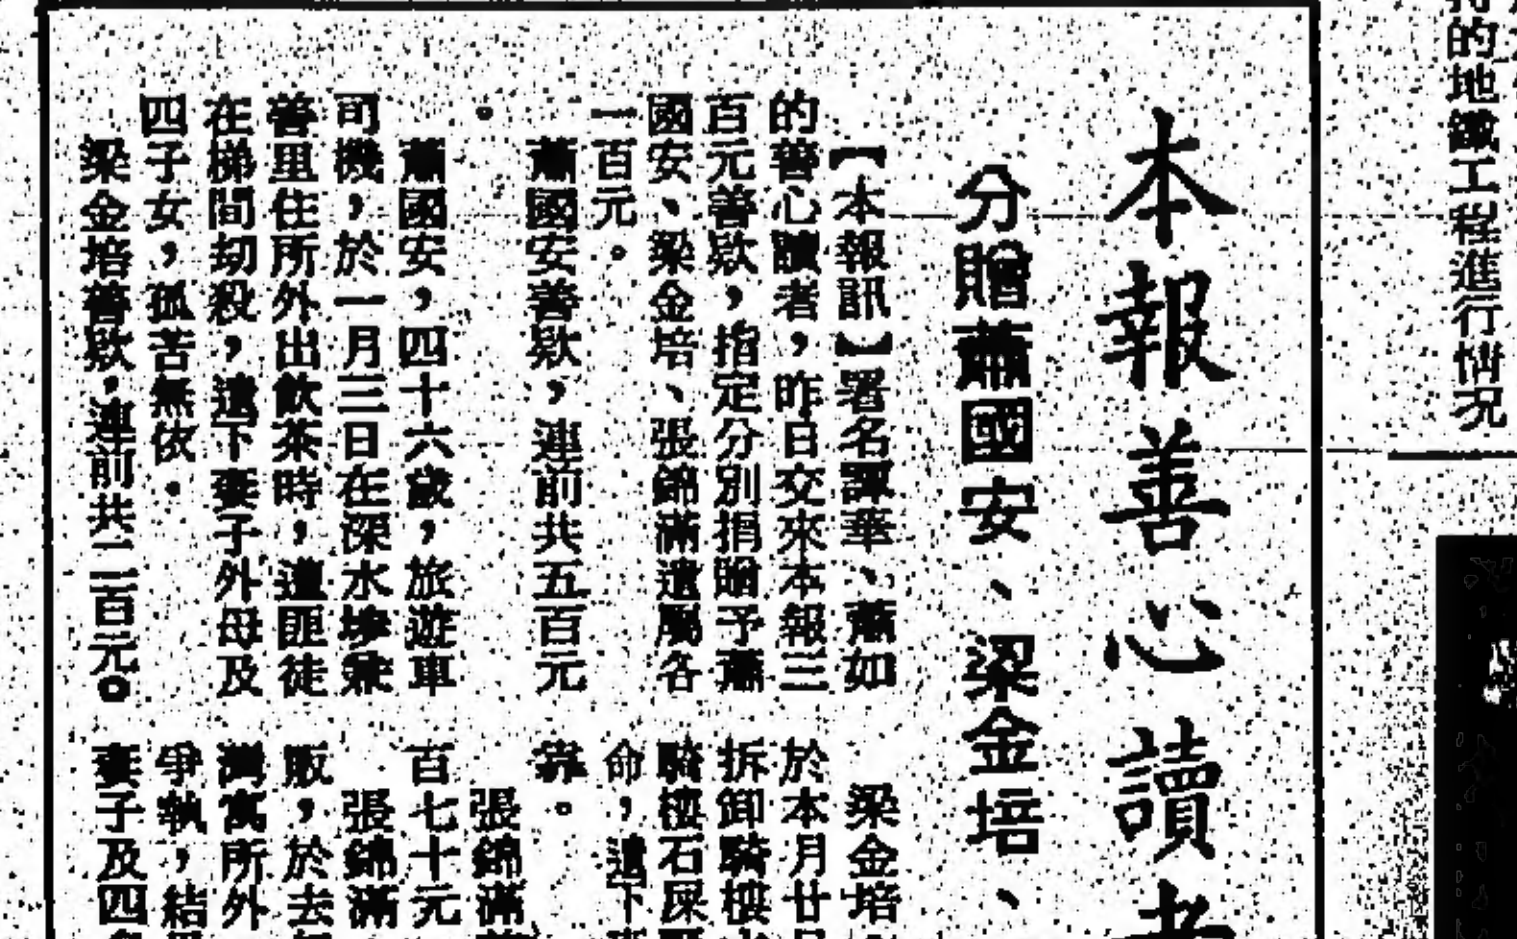 本報善心讀者
分贈蕭國安、梁金培、
【本報訊】署名譚華、蕭如
的善心讀者，昨日交來本報三
百元善欵，指定分別捐贈予蕭
國安、梁金培、張錦滿遺屬各
一百元。
蕭國安善欵，連前共五百元
。
蕭國安，四十六歲，旅遊車
司機，於一月三日在深水埗
善里住所外出飲茶時，遭匪徒
在梯間刧殺，遺下妻子外母及
四子女，孤苦無依。
梁金培善欵，連前共二百元。
梁金培
於本月廿
拆卸騎樓
騎樓石屎
命，遺下
靠。
張錦滿
百七十元
張錦滿
販，於去
灣寓所外
爭執，結
妻子及四
的地鐵工程進行情况